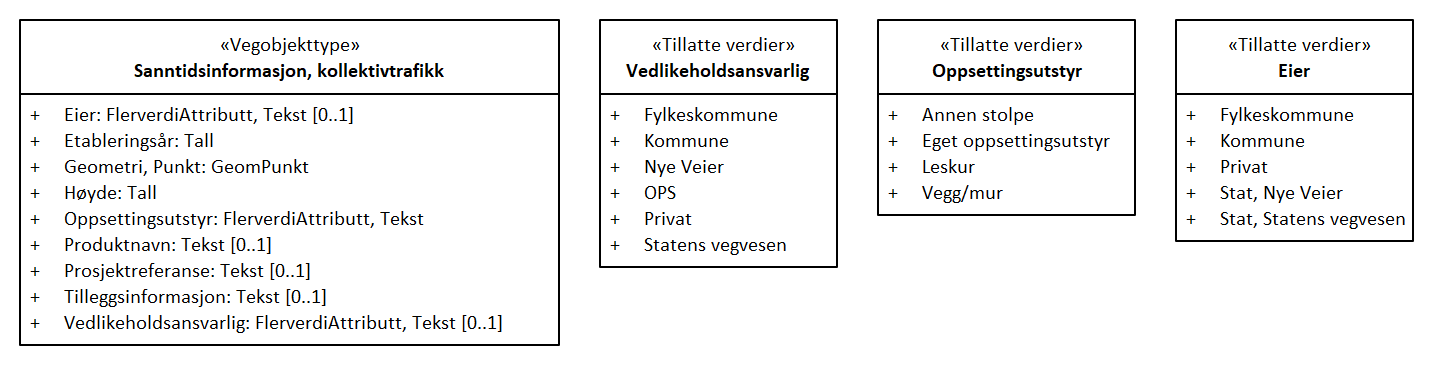 «Vegobjekttype»
Sanntidsinformasjon, kollektivtrafikk
+ Eier: FlerverdiAttributt, Tekst [0..1]
+ Etableringsår: Tall
+ Geometri, Punkt: GeomPunkt
+ Høyde: Tall
+ Oppsettingsutstyr: FlerverdiAttributt, Tekst
+ Produktnavn: Tekst [0..1]
+ Prosjektreferanse: Tekst [0..1]
+ Tilleggsinformasjon: Tekst [0..1]
+ Vedlikeholdsansvarlig: FlerverdiAttributt, Tekst [0..1]
«Tillatte verdier»
Vedlikeholdsansvarlig
+ Fylkeskommune
+ Kommune
+ Nye Veier
+ OPS
+ Privat
+ Statens vegvesen
«Tillatte verdier»
Oppsettingsutstyr
+ Annen stolpe
+ Eget oppsettingsutstyr
+ Leskur
+ Vegg/mur
«Tillatte verdier»
Eier
+ Fylkeskommune
+ Kommune
+ Privat
+ Stat, Nye Veier
+ Stat, Statens vegvesen